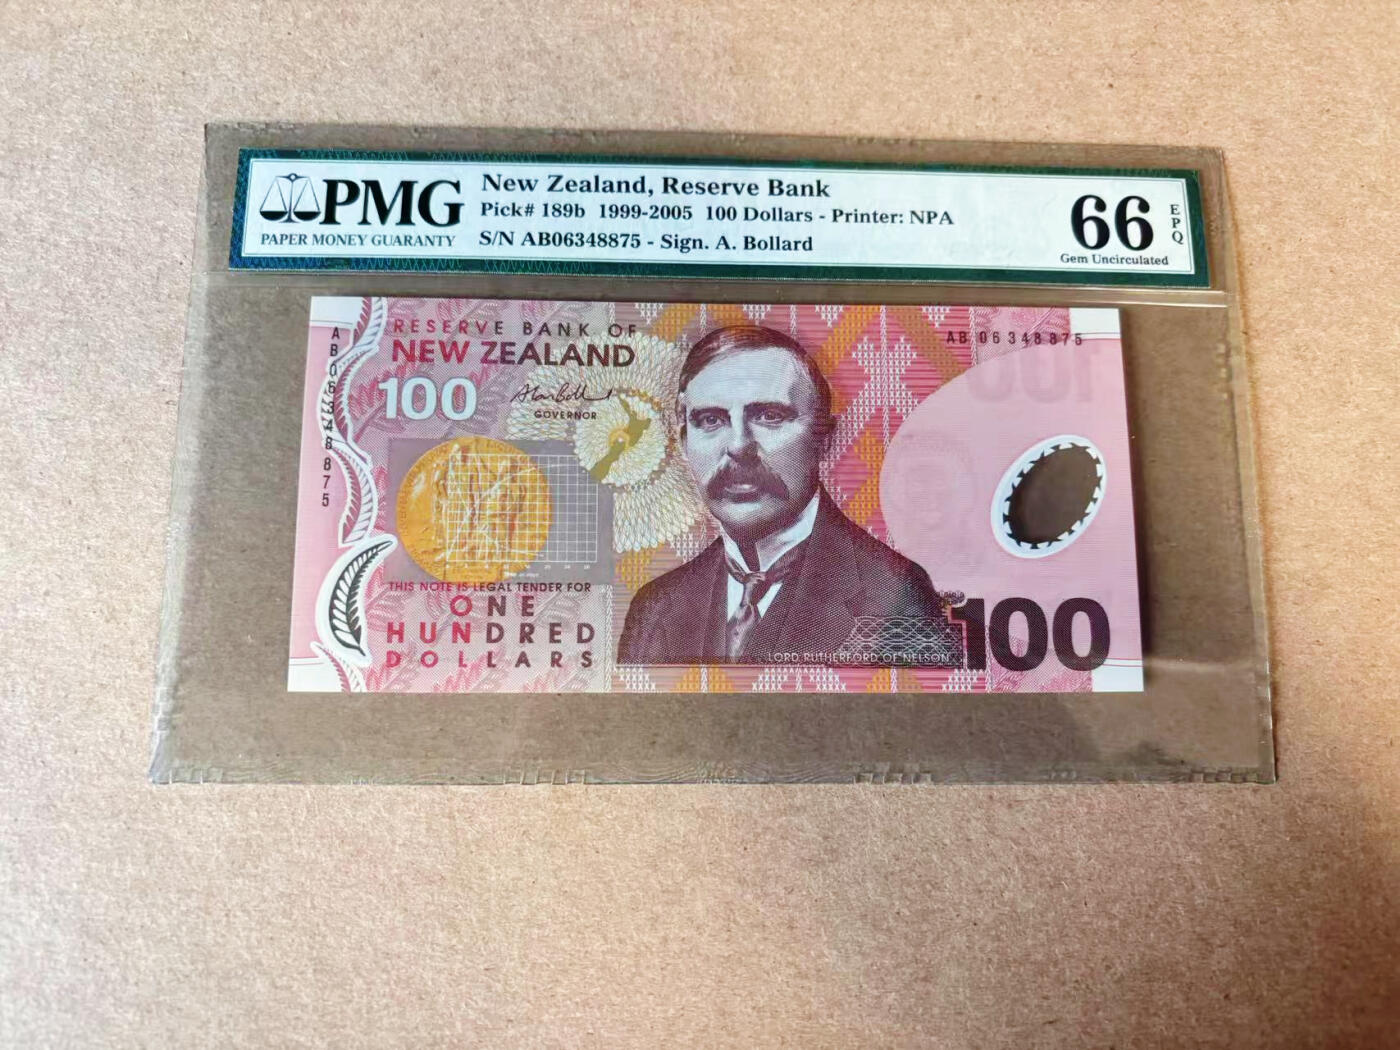 PMG
PAPER MONEY GUARANTY
New Zealand, Reserve Bank
Pick# 189b 1999-2005 100 Dollars - Printer: NPA
S/N AB06348875 - Sign. A. Bollard
66
EPQ
Gem Uncirculated
AB06348875
RESERVE BANK OF
NEW ZEALAND
100
Alan Bollard
GOVERNOR
AB 06348875
THIS NOTE IS LEGAL TENDER FOR
ONE
HUNDRED
DOLLARS
LORD RUTHERFORD OF NELSON
100